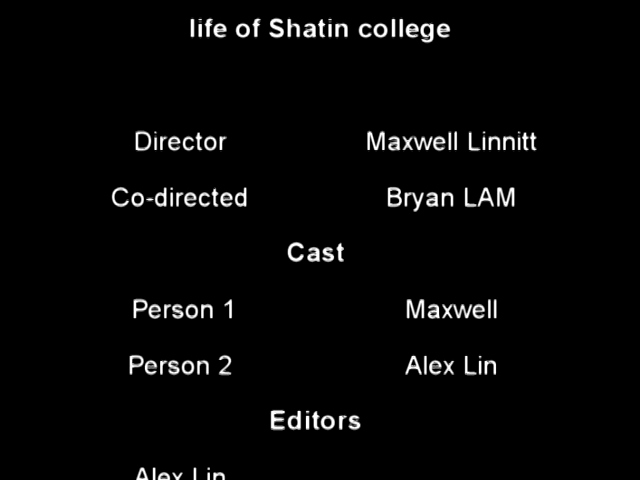 life of Shatin college
Director Maxwell Linnitt
Co-directed Bryan LAM
Cast
Person 1 Maxwell
Person 2 Alex Lin
Editors
Alex Lin